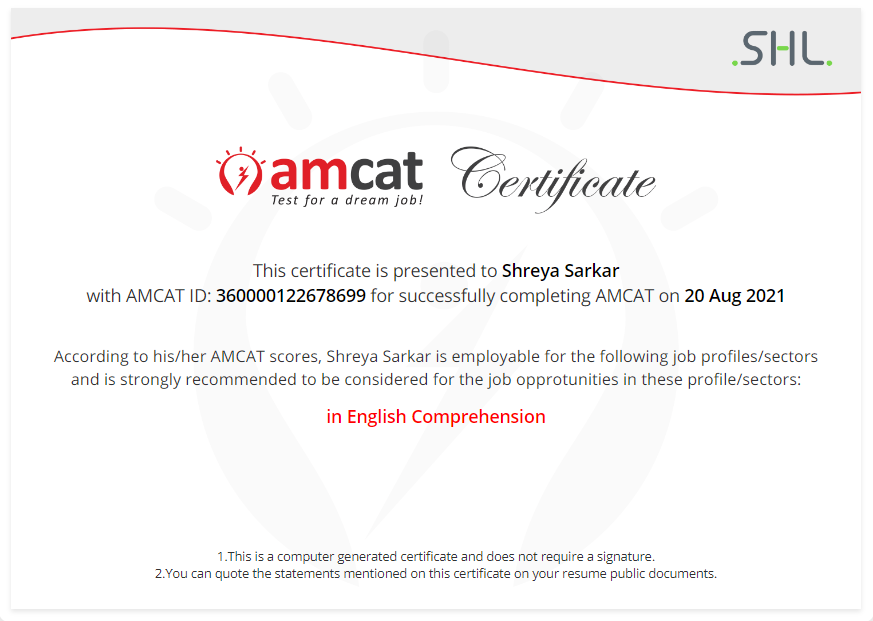 .SHL.
amcat Certificate
Test for a dream job!
This certificate is presented to Shreya Sarkar
with AMCAT ID: 360000122678699 for successfully completing AMCAT on 20 Aug 2021
According to his/her AMCAT scores, Shreya Sarkar is employable for the following job profiles/sectors
and is strongly recommended to be considered for the job opprotunities in these profile/sectors:
in English Comprehension
1.This is a computer generated certificate and does not require a signature.
2.You can quote the statements mentioned on this certificate on your resume public documents.